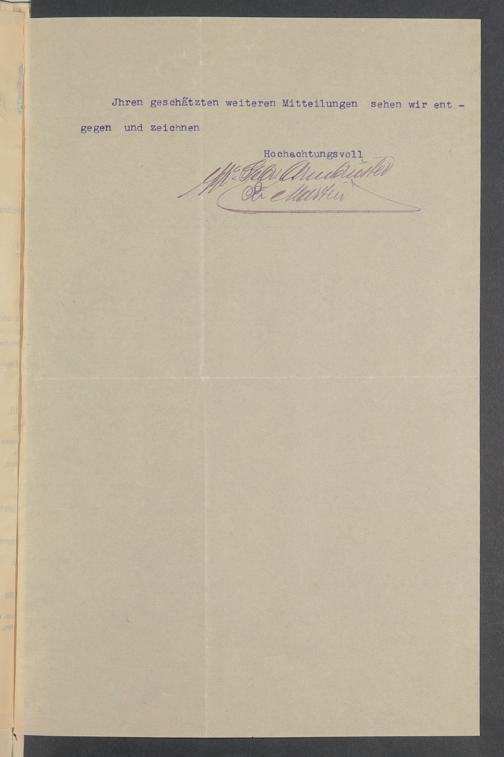 Jhren geschätzten weiteren Mitteilungen sehen wir ent -
gegen und zeichnen
Hochachtungsvoll